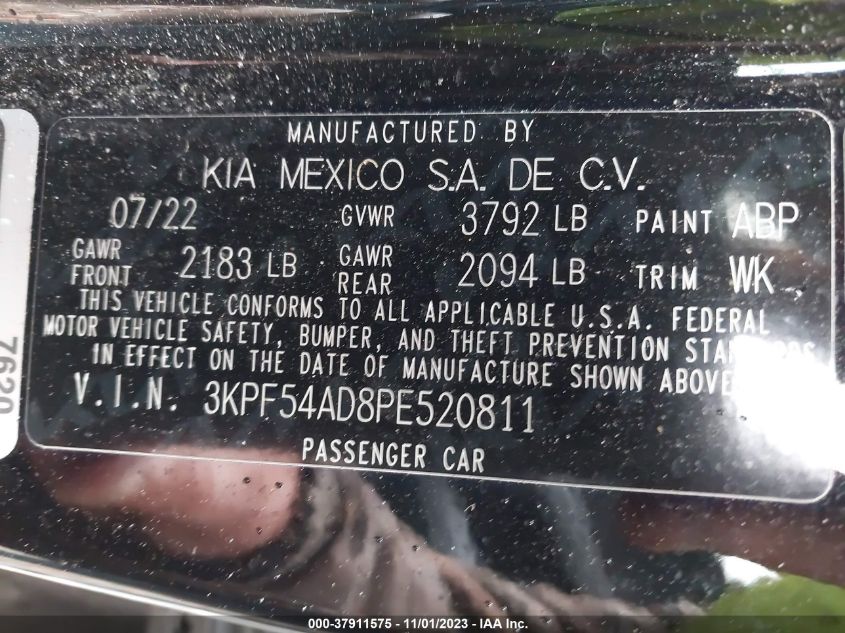 MANUFACTURED BY
KIA MEXICO S.A. DE C.V.
07/22 GVWR 3792 LB PAINT ABP
GAWR FRONT 2183 LB GAWR REAR 2094 LB TRIM WK
THIS VEHICLE CONFORMS TO ALL APPLICABLE U.S.A. FEDERAL
MOTOR VEHICLE SAFETY, BUMPER, AND THEFT PREVENTION STANDARDS
IN EFFECT ON THE DATE OF MANUFACTURE SHOWN ABOVE
V.I.N. 3KPF54AD8PE520811
PASSENGER CAR
7620
000-37911575 - 11/01/2023 - IAA Inc.